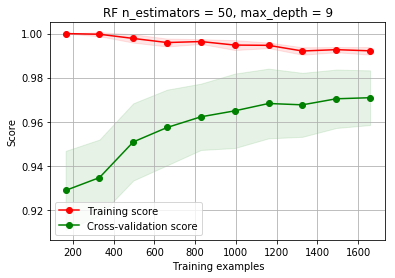 RF n_estimators = 50, max_depth = 9
1.00
0.98
0.96
0.94
0.92
Score
Training score
Cross-validation score
200 400 600 800 1000 1200 1400 1600
Training examples